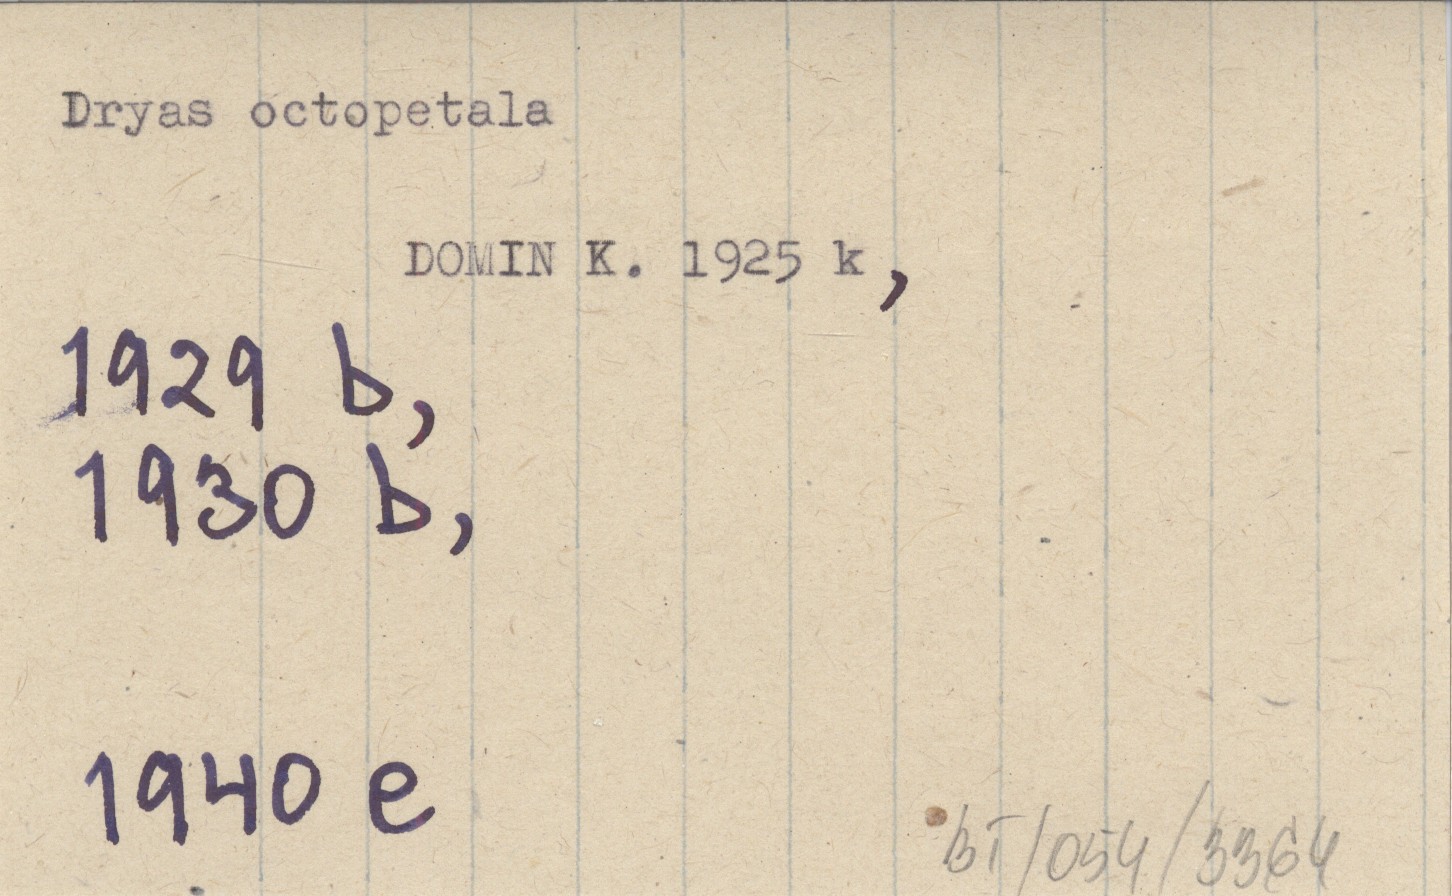 Dryas octopetala
DOMIN K. 1925 k,
1929 b,
1930 b,
1940 e
BT/054/3364